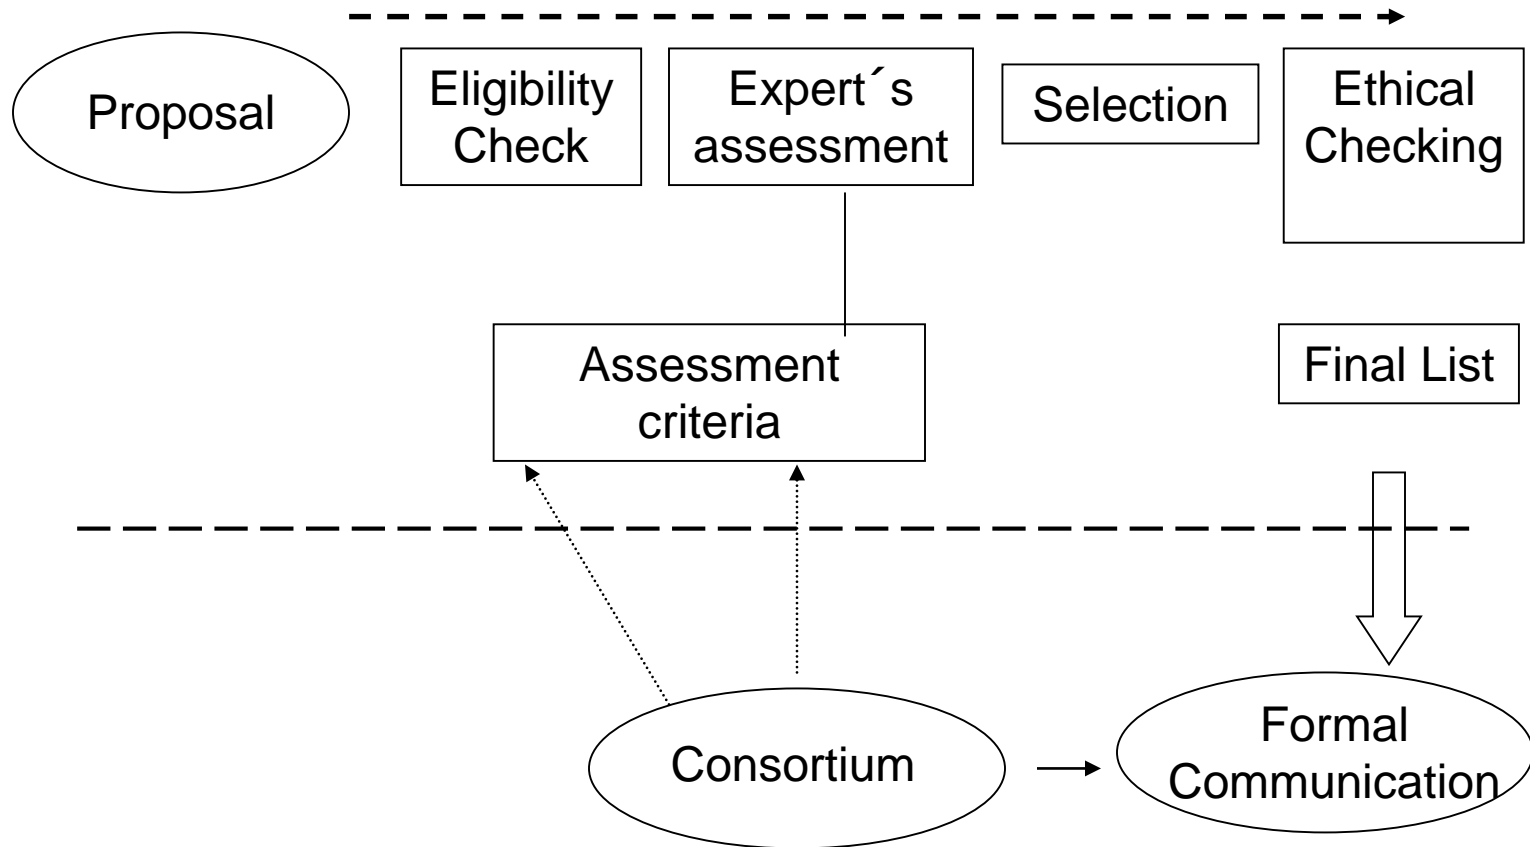 Proposal
Eligibility
Check
Expert´s
assessment
Selection
Ethical
Checking
Assessment
criteria
Final List
Consortium
Formal
Communication